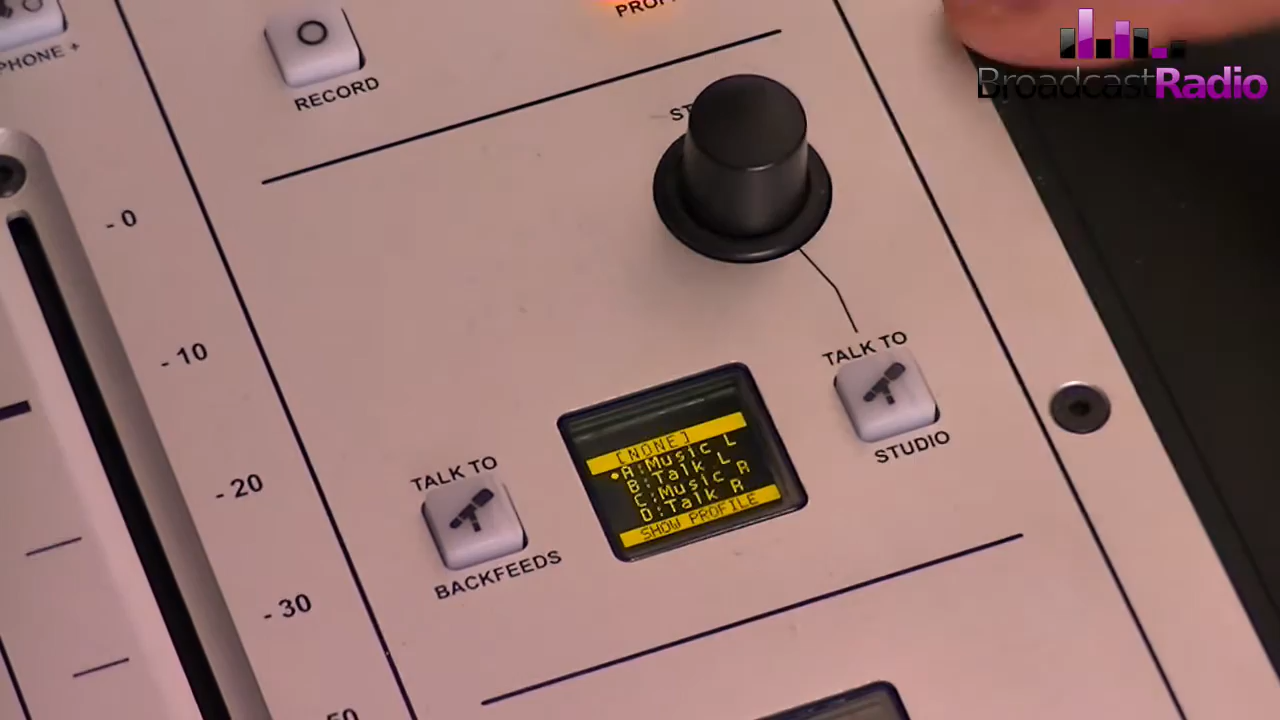 BroadcastRadio
PHONE +
RECORD
- 0
- 10
- 20
- 30
TALK TO
STUDIO
[NONE]
A:Music L
B:Talk L
C:Music R
D:Talk R
SHOW PROFILE
TALK TO
BACKFEEDS